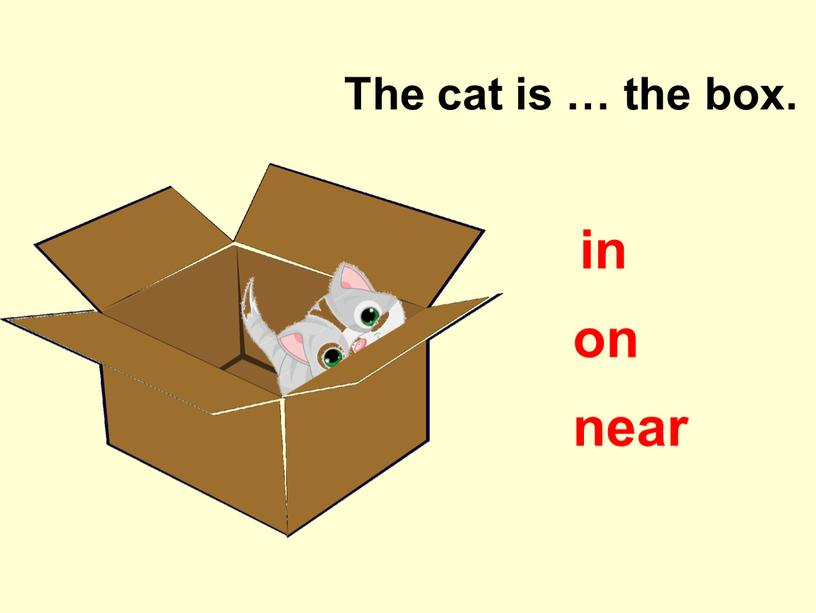 The cat is … the box.
in
on
near